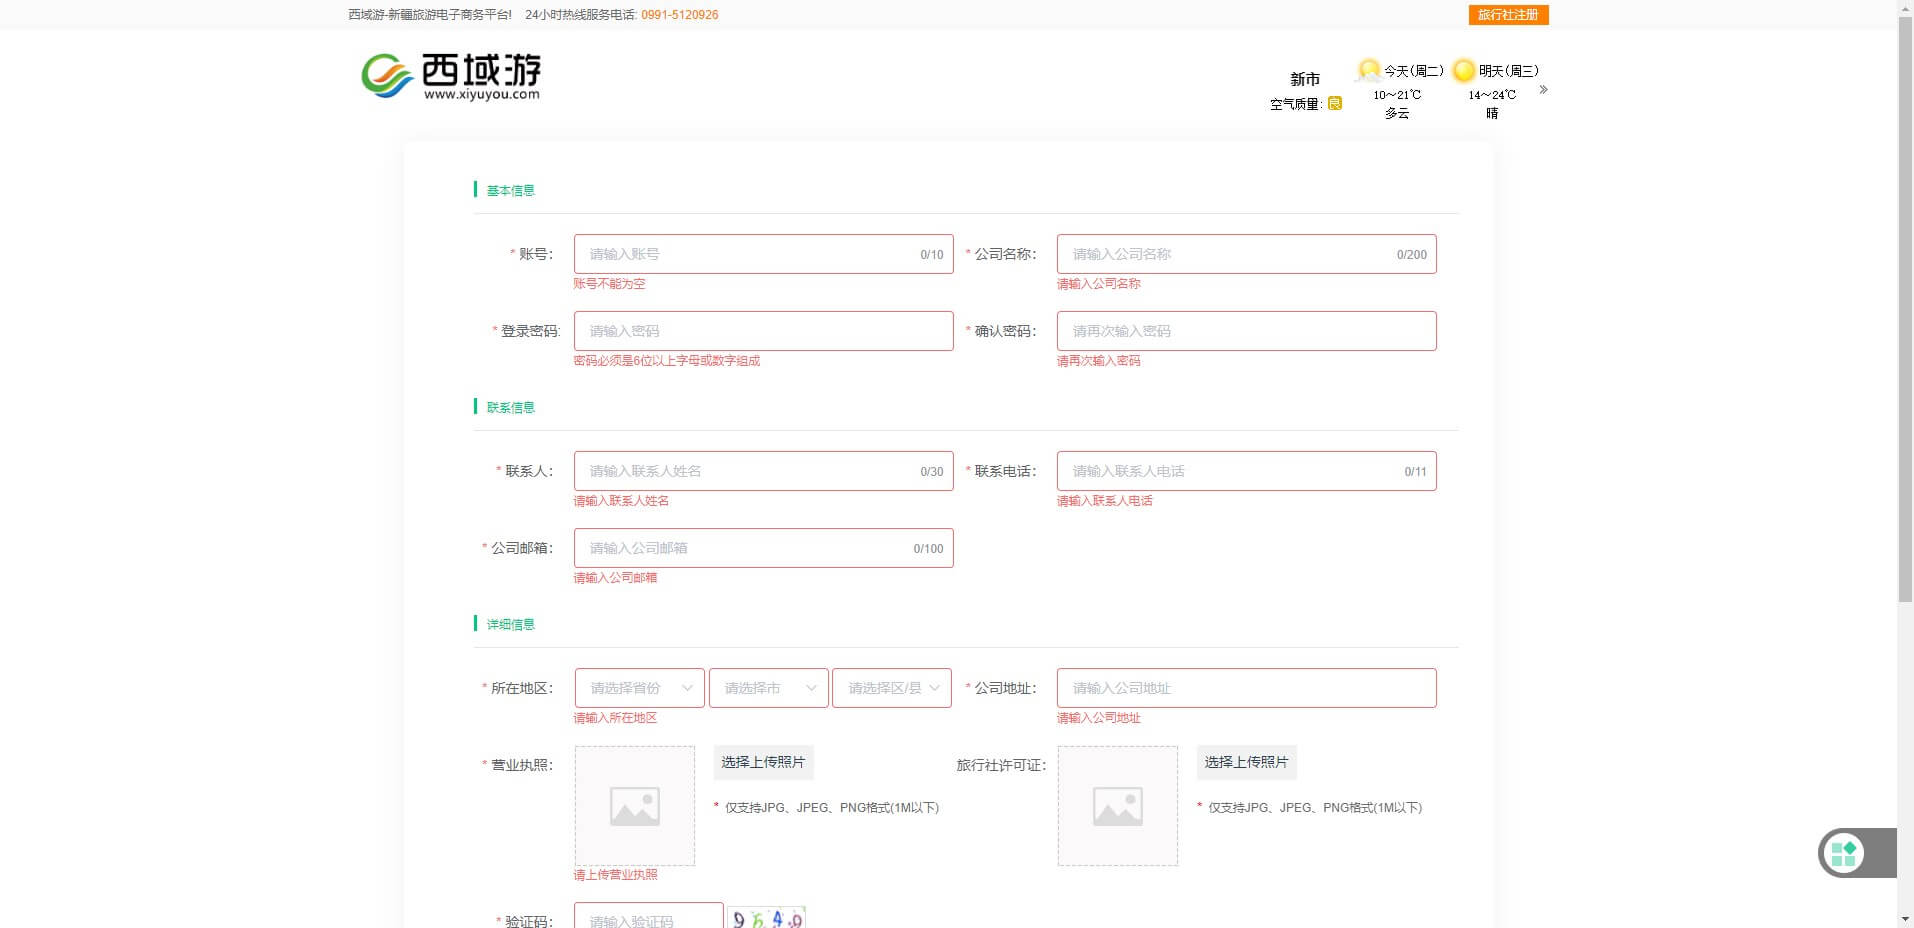 西域游-新疆旅游电子商务平台! 24小时热线服务电话: 0991-5120926 旅行社注册
西域游
www.xiyuyou.com
新市 今天(周二) 明天(周三)
空气质量: 良 10～21℃ 14～24℃ »
多云 晴
基本信息
* 账号： 请输入账号 0/10 * 公司名称： 请输入公司名称 0/200
账号不能为空 请输入公司名称
* 登录密码: 请输入密码 * 确认密码： 请再次输入密码
密码必须是6位以上字母或数字组成 请再次输入密码
联系信息
* 联系人： 请输入联系人姓名 0/30 * 联系电话： 请输入联系人电话 0/11
请输入联系人姓名 请输入联系人电话
* 公司邮箱： 请输入公司邮箱 0/100
请输入公司邮箱
详细信息
* 所在地区： 请选择省份 请选择市 请选择区/县 * 公司地址： 请输入公司地址
请输入所在地区 请输入公司地址
* 营业执照： 选择上传照片 旅行社许可证： 选择上传照片
* 仅支持JPG、JPEG、PNG格式(1M以下) * 仅支持JPG、JPEG、PNG格式(1M以下)
请上传营业执照
* 验证码： 请输入验证码